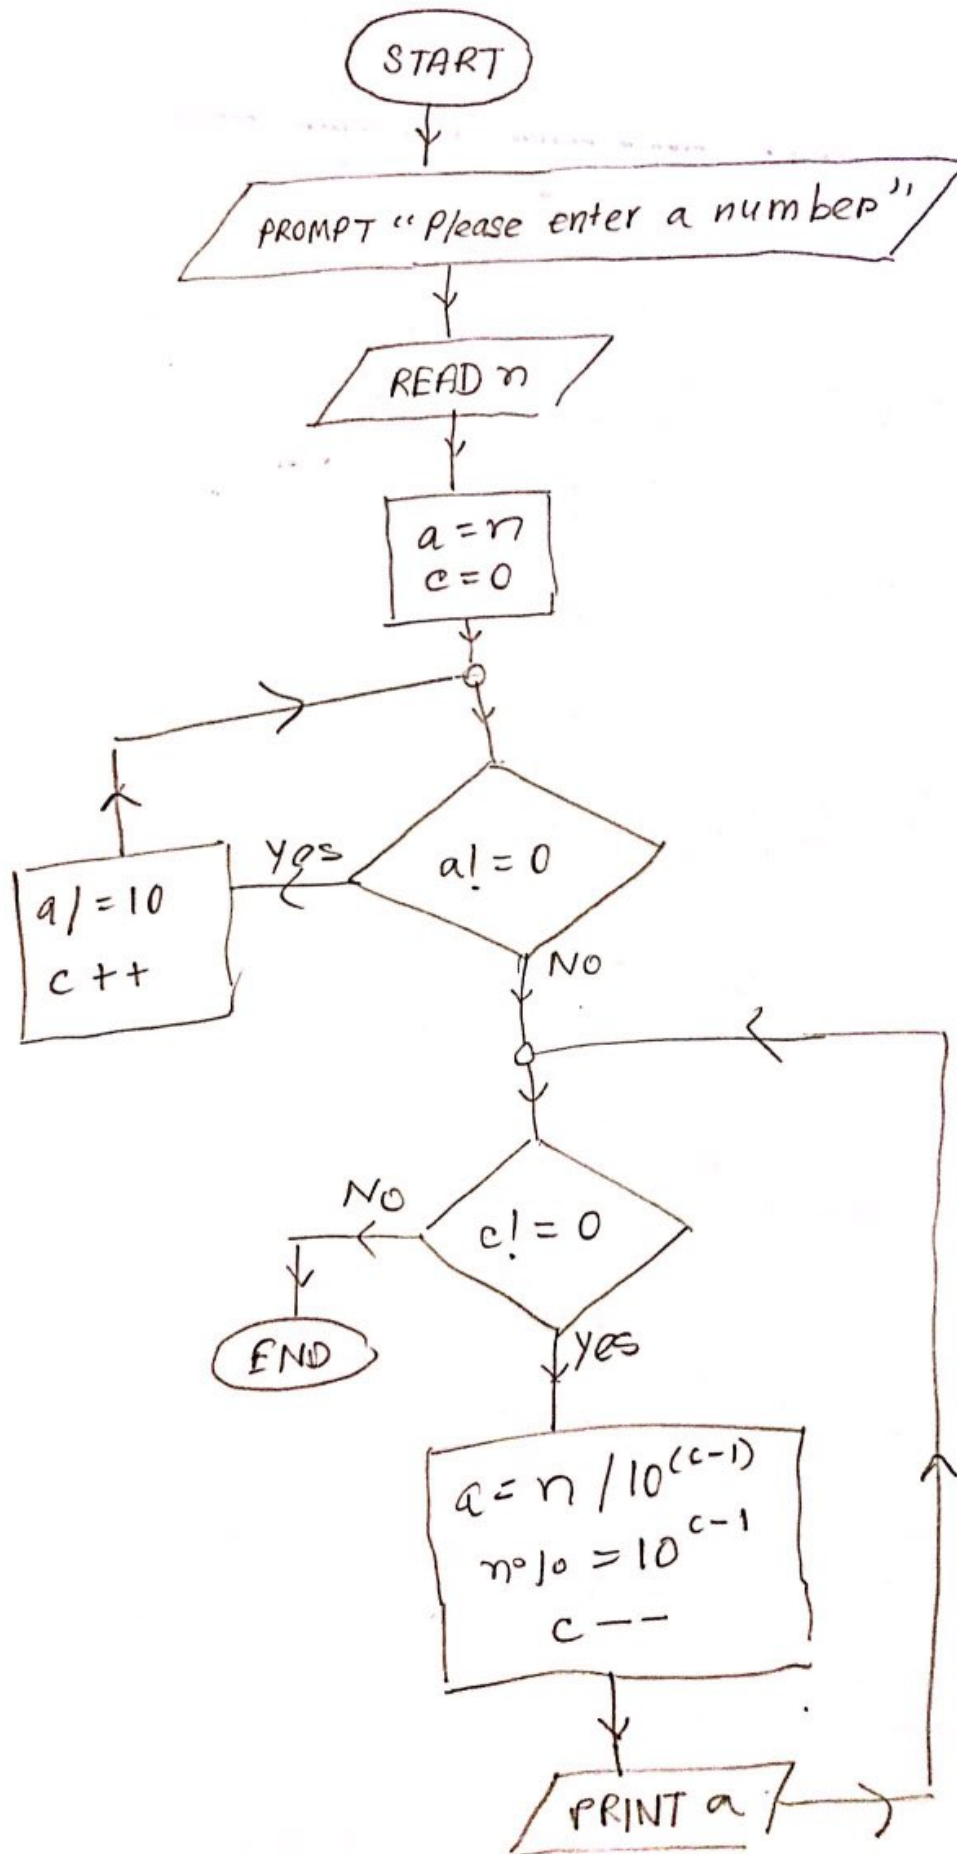 START
PROMPT "Please enter a number"
READ n
a = n
c = 0
a! = 0
Yes
a/ = 10
c + +
NO
c! = 0
NO
END
Yes
a = n / 10^(c-1)
n% = 10^c-1
c - -
PRINT a